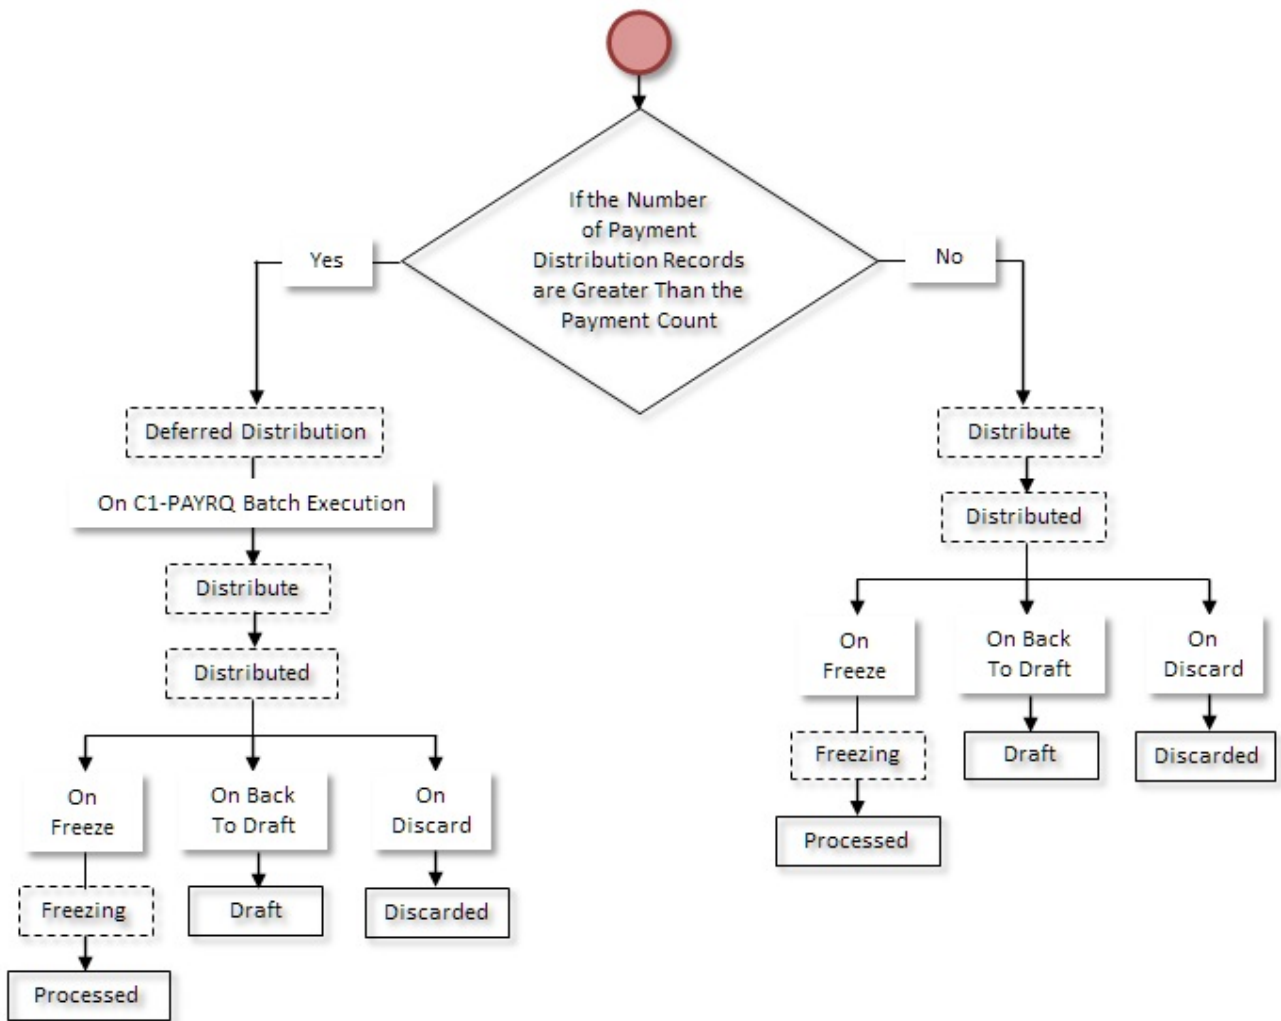 If the Number
of Payment
Distribution Records
are Greater Than the
Payment Count
Yes
No
Deferred Distribution
On C1-PAYRQ Batch Execution
Distribute
Distributed
On
Freeze
On Back
To Draft
On
Discard
Freezing
Draft
Discarded
Processed
Distribute
Distributed
On
Freeze
On Back
To Draft
On
Discard
Freezing
Draft
Discarded
Processed